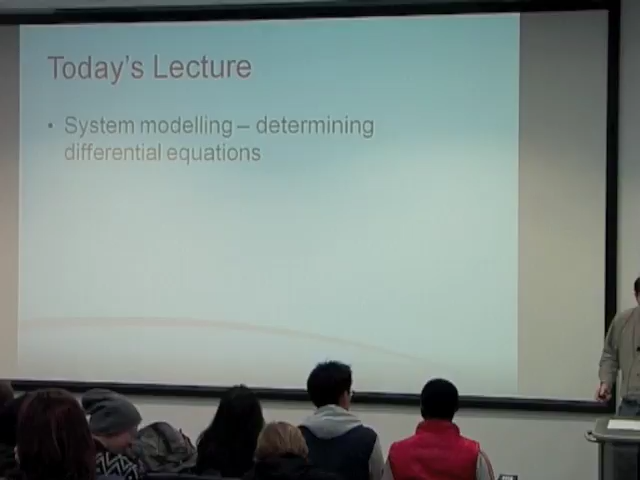 Today's Lecture
• System modelling – determining
differential equations